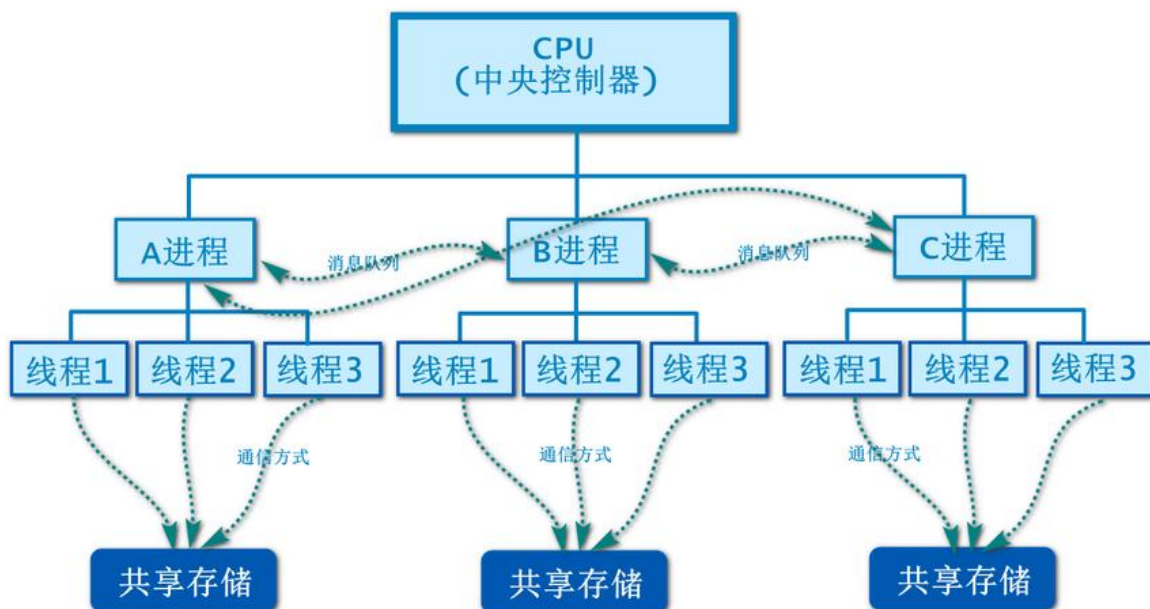 CPU
(中央控制器)
A进程
消息队列
B进程
消息队列
C进程
线程1
线程2
线程3
线程1
线程2
线程3
线程1
线程2
线程3
通信方式
通信方式
通信方式
共享存储
共享存储
共享存储